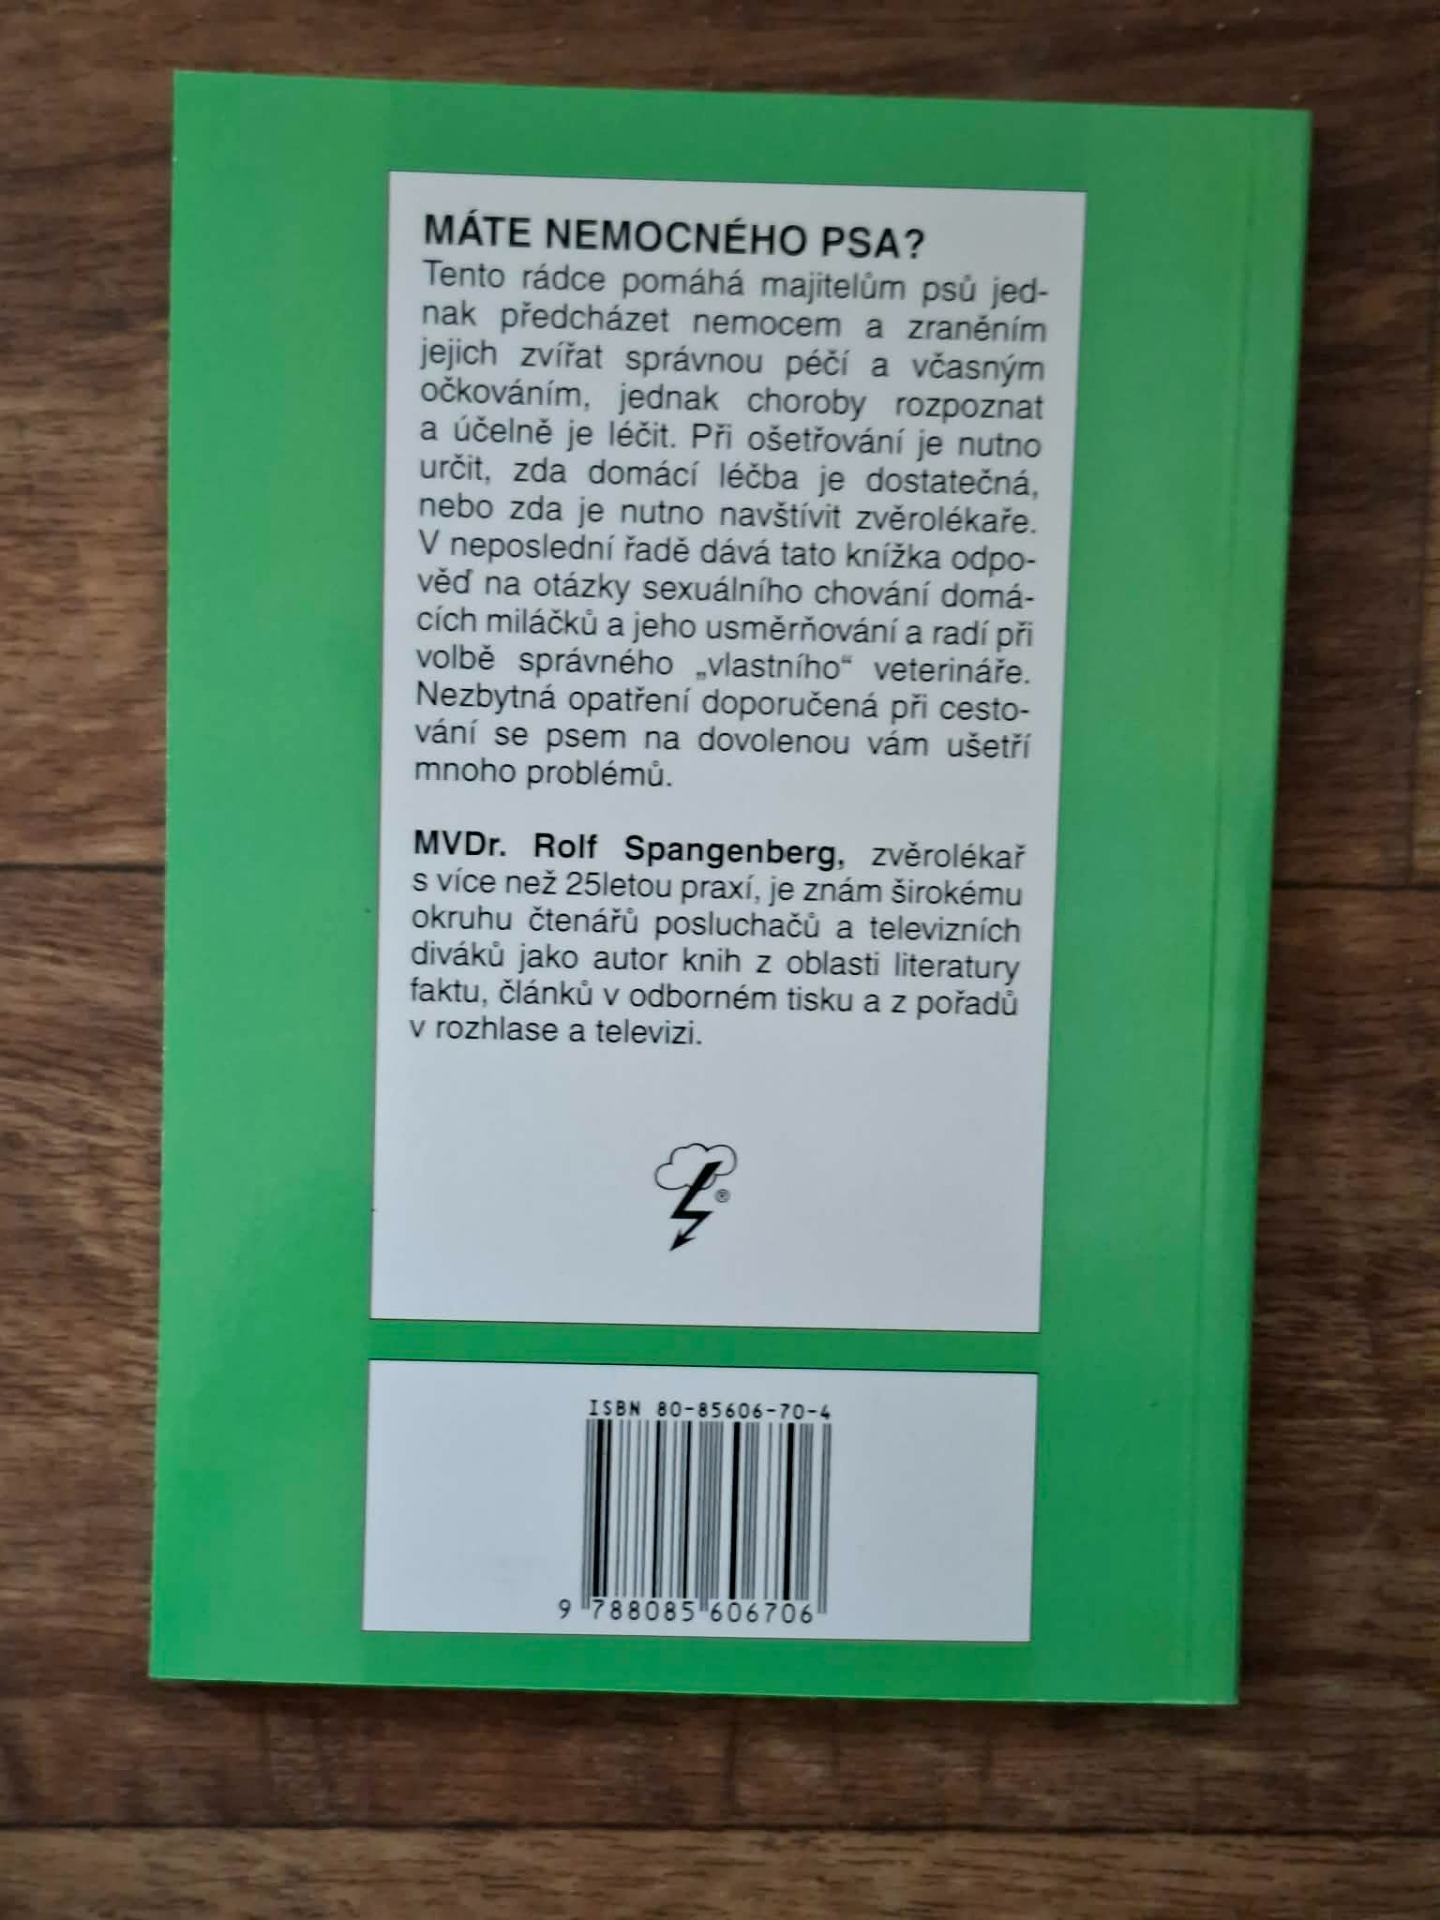 MÁTE NEMOCNÉHO PSA?
Tento rádce pomáhá majitelům psů jed-
nak předcházet nemocem a zraněním
jejich zvířat správnou péčí a včasným
očkováním, jednak choroby rozpoznat
a účelně je léčit. Při ošetřování je nutno
určit, zda domácí léčba je dostatečná,
nebo zda je nutno navštívit zvěrolékaře.
V neposlední řadě dává tato knížka odpo-
věď na otázky sexuálního chování domá-
cích miláčků a jeho usměrňování a radí při
volbě správného „vlastního“ veterináře.
Nezbytná opatření doporučená při cesto-
vání se psem na dovolenou vám ušetří
mnoho problémů.
MVDr. Rolf Spangenberg, zvěrolékař
s více než 25letou praxí, je znám širokému
okruhu čtenářů posluchačů a televizních
diváků jako autor knih z oblasti literatury
faktu, článků v odborném tisku a z pořadů
v rozhlase a televizi.
®
ISBN 80-85606-70-4
9 788085 606706